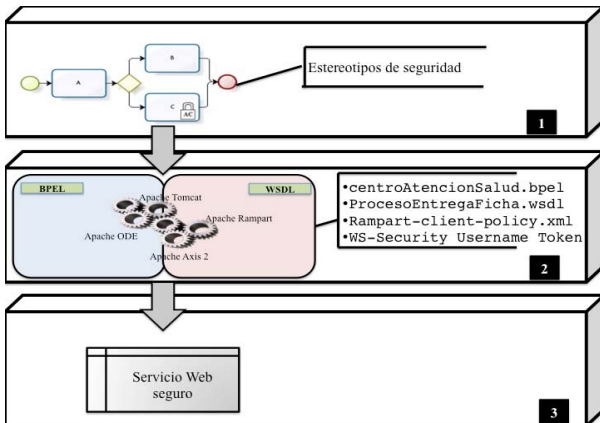 A
B
C
AC
Estereotipos de seguridad
1
BPEL
WSDL
Apache Tomcat
Apache Rampart
Apache ODE
Apache Axis 2
•centroAtencionSalud.bpel
•ProcesoEntregaFicha.wsdl
•Rampart-client-policy.xml
•WS-Security Username Token
2
Servicio Web
seguro
3